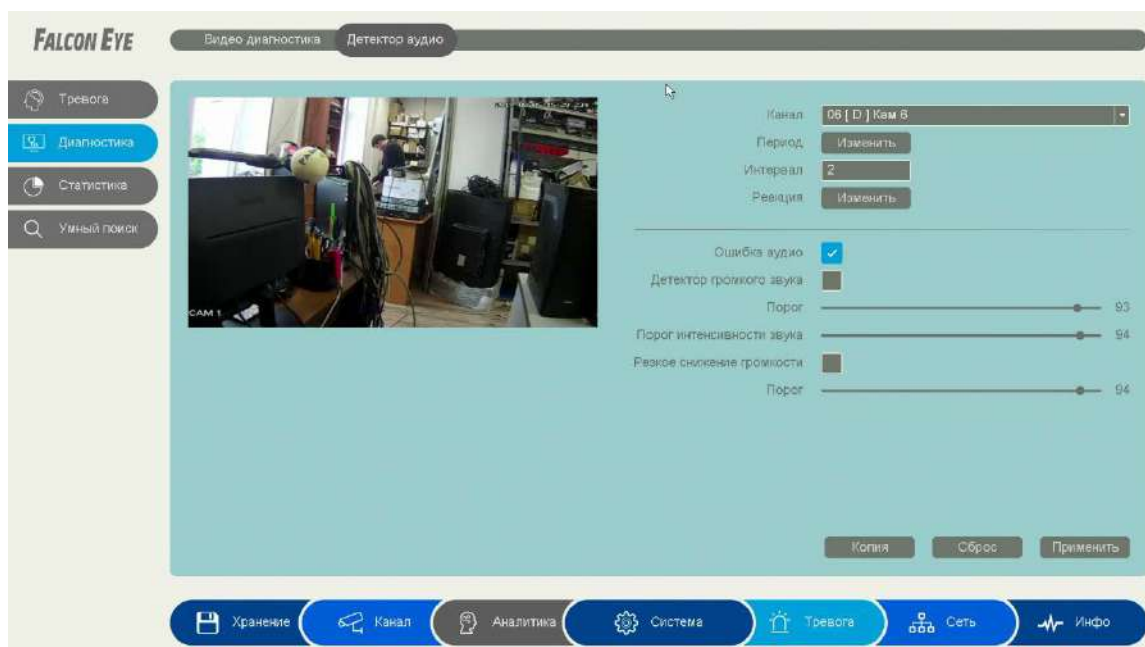 FALCON EYE
Видео диагностика
Детектор аудио
Тревога
Диагностика
Статистика
Умный поиск
CAM 1
Канал 06 [ D ] Кам 6
Период Изменить
Интервал 2
Реакция Изменить
Ошибка аудио
Детектор громкого звука
Порог 93
Порог интенсивности звука 94
Резкое снижение громкости
Порог 94
Копия Сброс Применить
Хранение Канал Аналитика Система Тревога Сеть Инфо